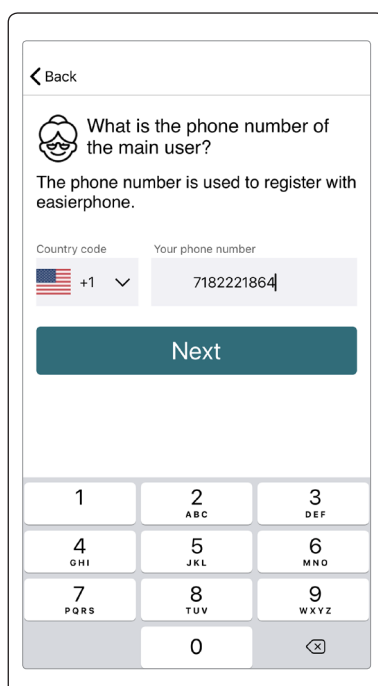 Back
What is the phone number of
the main user?
The phone number is used to register with
easierphone.
Country code Your phone number
+1 7182221864
Next
1 2 3
ABC DEF
4 5 6
GHI JKL MNO
7 8 9
PQRS TUV WXYZ
0